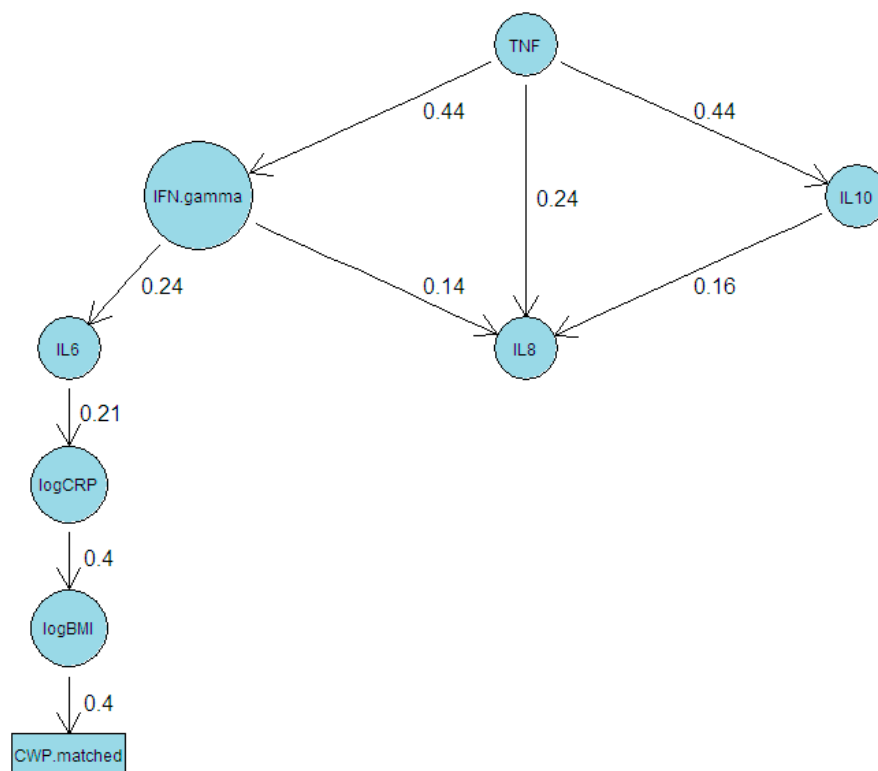 TNF
0.44
0.44
IFN.gamma
0.24
IL10
0.24
0.14
0.16
IL6
IL8
0.21
logCRP
0.4
logBMI
0.4
CWP.matched